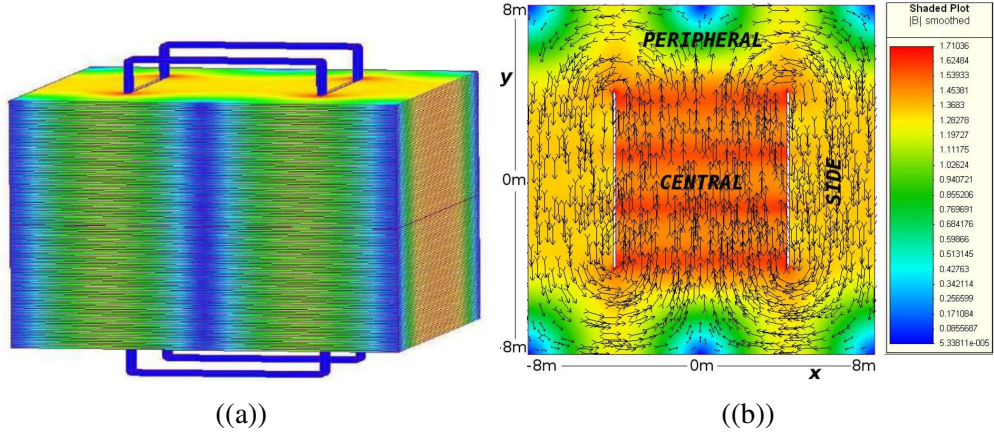 8m
y
0m
-8m
-8m
0m
x
8m
PERIPHERAL
CENTRAL
SIDE
Shaded Plot
|B| smoothed
1.71036
1.62484
1.53933
1.45381
1.3683
1.28278
1.19727
1.11175
1.02624
0.940721
0.855206
0.769691
0.684176
0.59866
0.513145
0.42763
0.342114
0.256599
0.171084
0.0855687
5.33811e-005
((a))
((b))